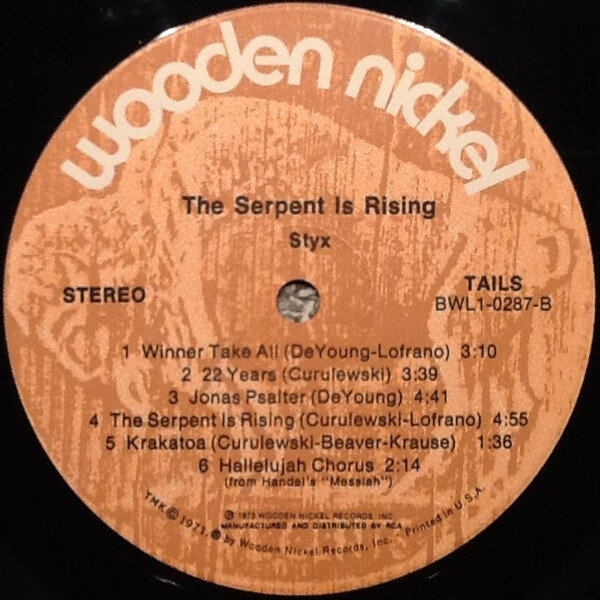 wooden nickel
The Serpent Is Rising
Styx
STEREO
TAILS
BWL1-0287-B
1 Winner Take All (DeYoung-Lofrano) 3:10
2 22 Years (Curulewski) 3:39
3 Jonas Psalter (DeYoung) 4:41
4 The Serpent Is Rising (Curulewski-Lofrano) 4:55
5 Krakatoa (Curulewski-Beaver-Krause) 1:36
6 Hallelujah Chorus 2:14
(from Handel's "Messiah")
℗ 1973 WOODEN NICKEL RECORDS, INC.
MANUFACTURED AND DISTRIBUTED BY RCA
TMK © 1971, ℗ by Wooden Nickel Records, Inc. • Printed in U.S.A.